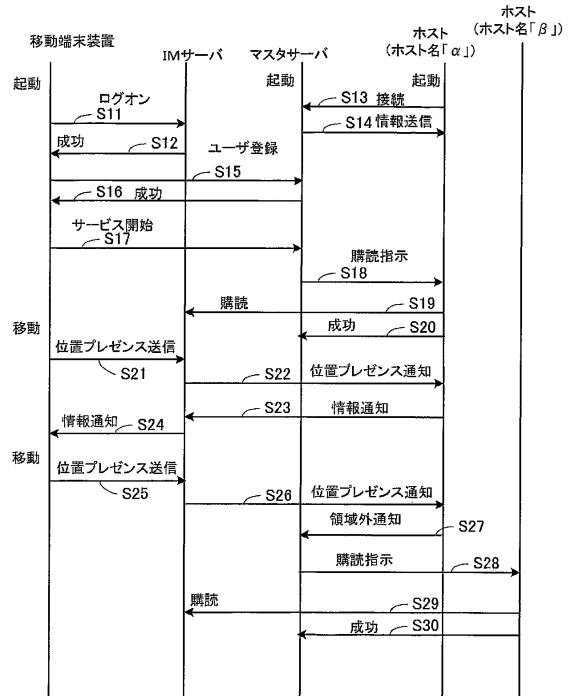 移動端末装置
IMサーバ
マスタサーバ
ホスト
(ホスト名「α」)
ホスト
(ホスト名「β」)
起動
起動
起動
ログオン
S11
S13 接続
S14 情報送信
成功
S12
ユーザ登録
S15
S16 成功
サービス開始
S17
購読指示
S18
購読
S19
成功
S20
移動
位置プレゼンス送信
S21
S22
位置プレゼンス通知
S23
情報通知
情報通知
S24
移動
位置プレゼンス送信
S25
S26
位置プレゼンス通知
領域外通知
S27
購読指示
S28
購読
S29
成功
S30